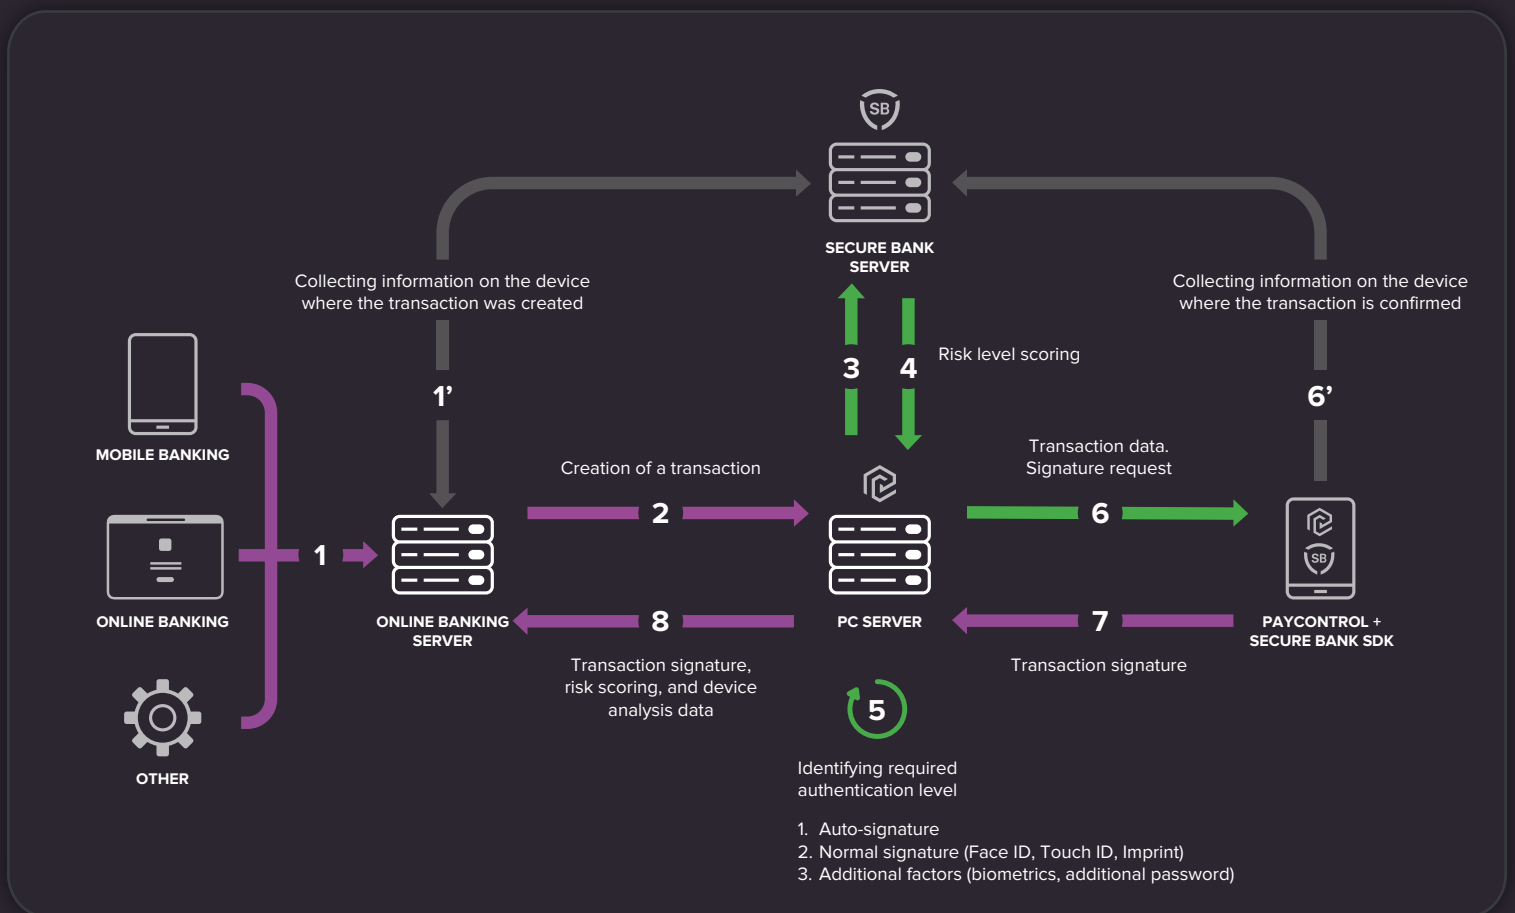 SB
SECURE BANK
SERVER
Collecting information on the device
where the transaction was created
Collecting information on the device
where the transaction is confirmed
3
4
Risk level scoring
1’
6’
MOBILE BANKING
Creation of a transaction
Transaction data.
Signature request
2
6
1
SB
ONLINE BANKING
ONLINE BANKING
SERVER
8
PC SERVER
7
PAYCONTROL +
SECURE BANK SDK
Transaction signature,
risk scoring, and device
analysis data
Transaction signature
5
OTHER
Identifying required
authentication level
1. Auto-signature
2. Normal signature (Face ID, Touch ID, Imprint)
3. Additional factors (biometrics, additional password)